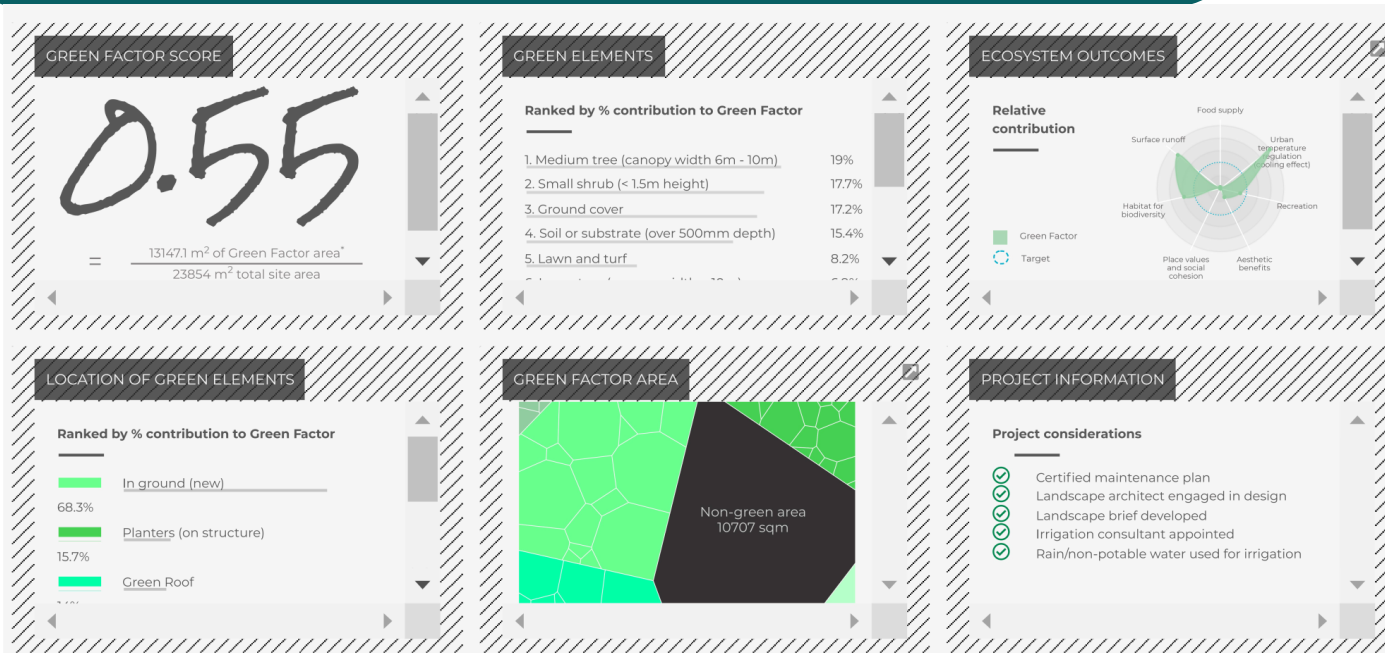 GREEN FACTOR SCORE
0.55
= 13147.1 m² of Green Factor area*
23854 m² total site area
GREEN ELEMENTS
Ranked by % contribution to Green Factor
1. Medium tree (canopy width 6m - 10m) 19%
2. Small shrub (< 1.5m height) 17.7%
3. Ground cover 17.2%
4. Soil or substrate (over 500mm depth) 15.4%
5. Lawn and turf 8.2%
ECOSYSTEM OUTCOMES
Relative
contribution
Food supply
Surface runoff
Urban
temperature
regulation
(cooling effect)
Habitat for
biodiversity
Recreation
Place values
and social
cohesion
Aesthetic
benefits
Green Factor
Target
LOCATION OF GREEN ELEMENTS
Ranked by % contribution to Green Factor
In ground (new)
68.3%
Planters (on structure)
15.7%
Green Roof
GREEN FACTOR AREA
Non-green area
10707 sqm
PROJECT INFORMATION
Project considerations
Certified maintenance plan
Landscape architect engaged in design
Landscape brief developed
Irrigation consultant appointed
Rain/non-potable water used for irrigation